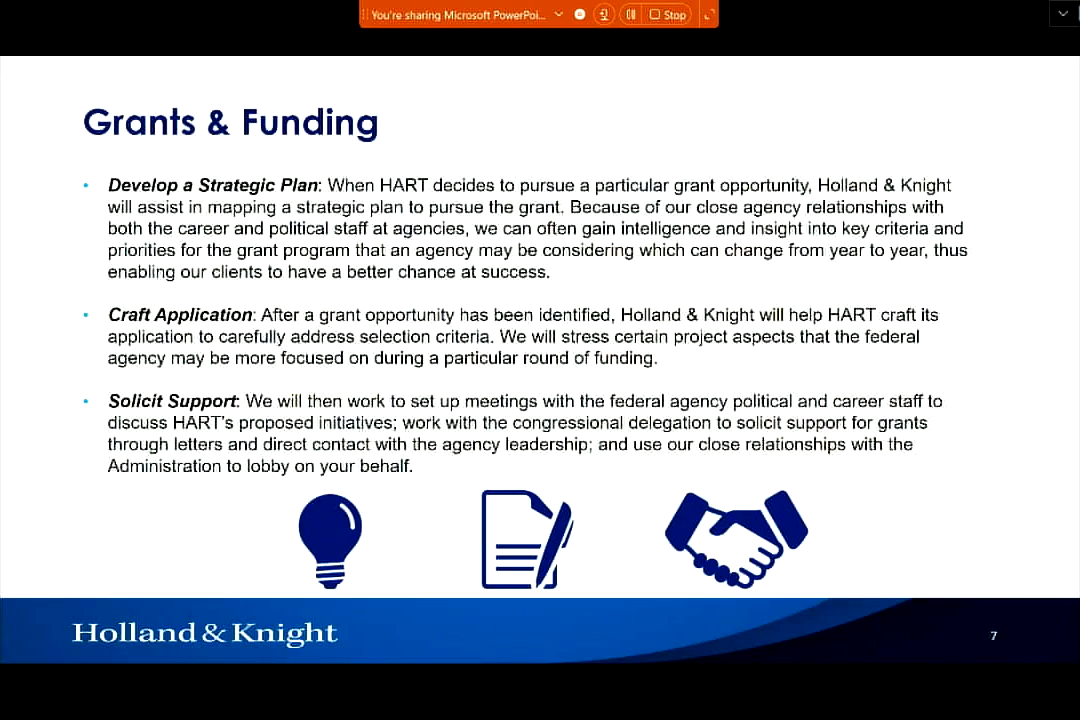 You're sharing Microsoft PowerPoi... Stop
Grants & Funding
• Develop a Strategic Plan: When HART decides to pursue a particular grant opportunity, Holland & Knight
will assist in mapping a strategic plan to pursue the grant. Because of our close agency relationships with
both the career and political staff at agencies, we can often gain intelligence and insight into key criteria and
priorities for the grant program that an agency may be considering which can change from year to year, thus
enabling our clients to have a better chance at success.
• Craft Application: After a grant opportunity has been identified, Holland & Knight will help HART craft its
application to carefully address selection criteria. We will stress certain project aspects that the federal
agency may be more focused on during a particular round of funding.
• Solicit Support: We will then work to set up meetings with the federal agency political and career staff to
discuss HART's proposed initiatives; work with the congressional delegation to solicit support for grants
through letters and direct contact with the agency leadership; and use our close relationships with the
Administration to lobby on your behalf.
Holland & Knight
7